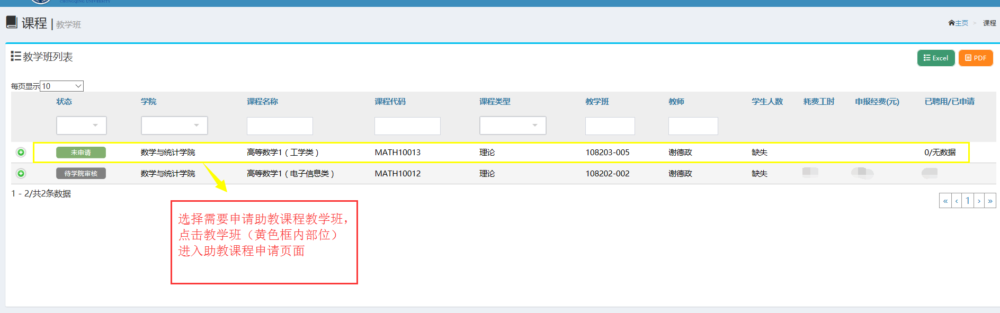 CHONGQING UNIVERSITY
课程 | 教学班
主页 > 课程
教学班列表
Excel PDF
每页显示 10
状态 学院 课程名称 课程代码 课程类型 教学班 教师 学生人数 耗费工时 申报经费(元) 已聘用/已申请
未申请 数学与统计学院 高等数学1（工学类） MATH10013 理论 108203-005 谢德政 缺失 0/无数据
待学院审核 数学与统计学院 高等数学1（电子信息类） MATH10012 理论 108202-002 谢德政 缺失
1 - 2/共2条数据
« ‹ 1 › »
选择需要申请助教课程教学班，
点击教学班（黄色框内部位）
进入助教课程申请页面